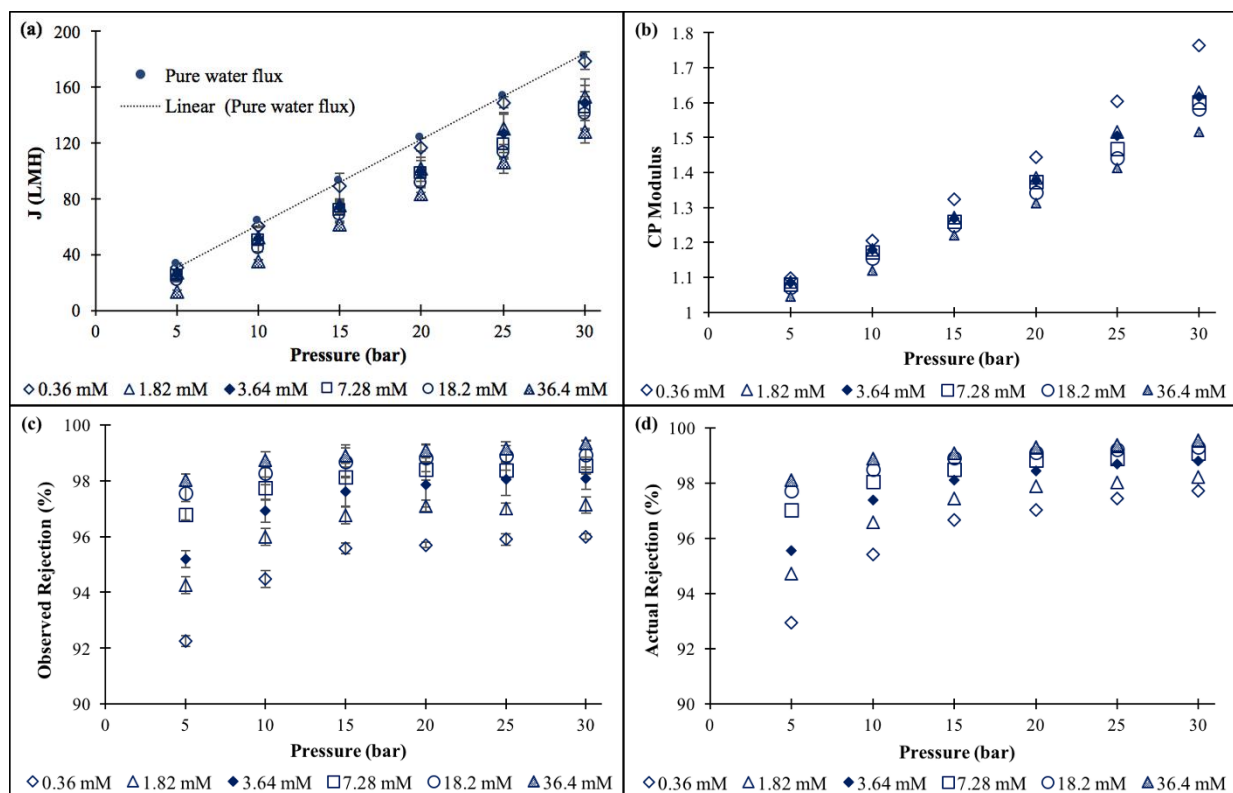 (a)
J (LMH)
200
160
120
80
40
0
Pure water flux
Linear (Pure water flux)
0 5 10 15 20 25 30
Pressure (bar)
0.36 mM 1.82 mM 3.64 mM 7.28 mM 18.2 mM 36.4 mM
(b)
CP Modulus
1.8
1.7
1.6
1.5
1.4
1.3
1.2
1.1
1
0 5 10 15 20 25 30
Pressure (bar)
0.36 mM 1.82 mM 3.64 mM 7.28 mM 18.2 mM 36.4 mM
(c)
Observed Rejection (%)
100
98
96
94
92
90
0 5 10 15 20 25 30
Pressure (bar)
0.36 mM 1.82 mM 3.64 mM 7.28 mM 18.2 mM 36.4 mM
(d)
Actual Rejection (%)
100
98
96
94
92
90
0 5 10 15 20 25 30
Pressure (bar)
0.36 mM 1.82 mM 3.64 mM 7.28 mM 18.2 mM 36.4 mM